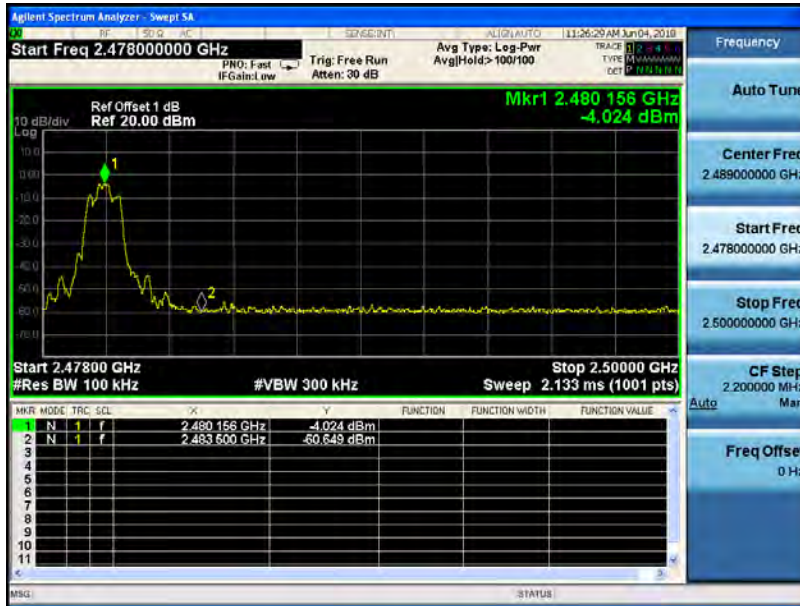 Agilent Spectrum Analyzer - Swept SA
RF 50 Ω AC SENSE:INT ALIGN AUTO 11:26:29 AM Jun 04, 2019
Start Freq 2.478000000 GHz
PNO: Fast
IFGain:Low
Trig: Free Run
Atten: 30 dB
Avg Type: Log-Pwr
Avg|Hold:>100/100
TRACE 1 2 3 4 5 6
TYPE M
DET P N N N N N
Ref Offset 1 dB
Ref 20.00 dBm
10 dB/div
Log
Mkr1 2.480 156 GHz
-4.024 dBm
10.0
0.00
-10.0
-20.0
-30.0
-40.0
-50.0
-60.0
-70.0
1
2
Start 2.47800 GHz
Stop 2.50000 GHz
#Res BW 100 kHz
#VBW 300 kHz
Sweep 2.133 ms (1001 pts)
MKR MODE TRC SCL X Y FUNCTION FUNCTION WIDTH FUNCTION VALUE
1 N 1 f 2.480 156 GHz -4.024 dBm
2 N 1 f 2.483 500 GHz -60.649 dBm
3
4
5
6
7
8
9
10
11
MSG STATUS
Frequency
Auto Tune
Center Freq
2.489000000 GHz
Start Freq
2.478000000 GHz
Stop Freq
2.500000000 GHz
CF Step
2.200000 MHz
Auto Man
Freq Offset
0 Hz